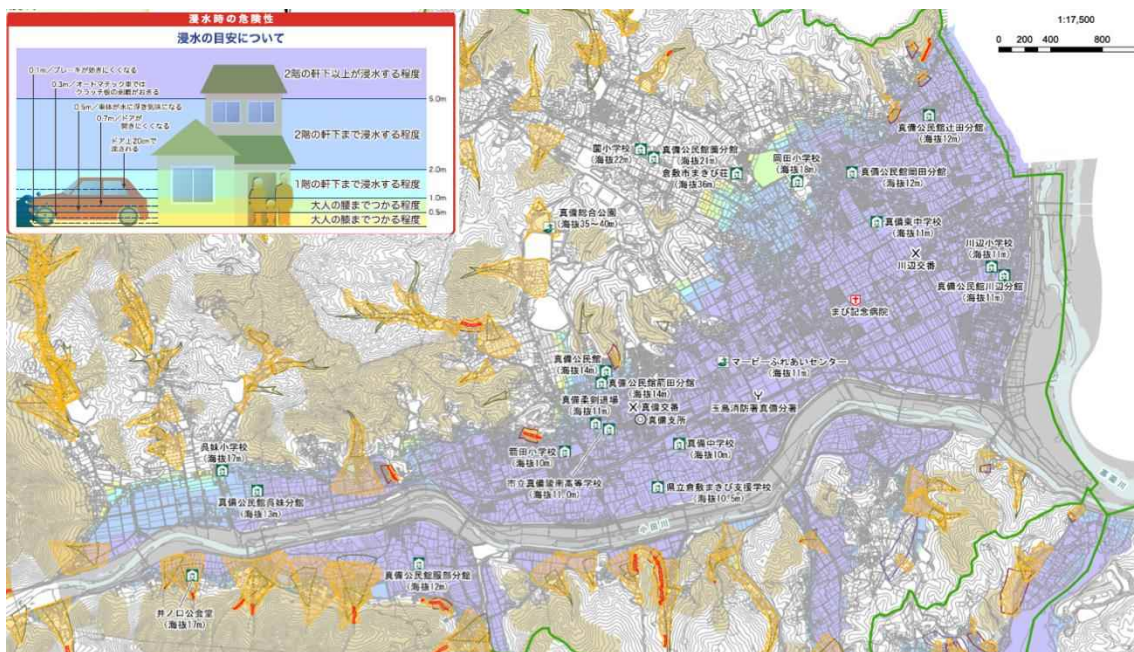 浸水時の危険性
浸水の目安について
0.1m/ブレーキが効きにくくなる
0.3m/オートマチック車では
クラッチ板の剥離がおきる
0.5m/車体が水に浮き気味になる
0.7m/ドアが
開きにくくなる
ドア上20cmで
流される
2階の軒下以上が浸水する程度
5.0m
2階の軒下まで浸水する程度
2.0m
1階の軒下まで浸水する程度
1.0m
大人の腰までつかる程度
0.5m
大人の膝までつかる程度
1:17,500
0 200 400 800
真備公民館辻田分館
(海抜12m)
薗小学校
(海抜22m)
真備公民館薗分館
(海抜21m)
倉敷市まきび荘
(海抜36m)
岡田小学校
(海抜18m)
真備公民館岡田分館
(海抜12m)
真備総合公園
(海抜35～40m)
真備東中学校
(海抜11m)
川辺交番
川辺小学校
(海抜11m)
真備公民館川辺分館
(海抜11m)
まび記念病院
真備公民館
(海抜14m)
真備公民館箭田分館
(海抜14m)
マービーふれあいセンター
(海抜11m)
真備柔剣道場
(海抜11m)
真備交番
真備支所
玉島消防署真備分署
呉妹小学校
(海抜17m)
箭田小学校
(海抜10m)
真備中学校
(海抜10m)
市立真備陵南高等学校
(海抜11.0m)
県立倉敷まきび支援学校
(海抜10.5m)
真備公民館呉妹分館
(海抜13m)
小田川
高梁川
真備公民館服部分館
(海抜12m)
井ノ口公会堂
(海抜17m)